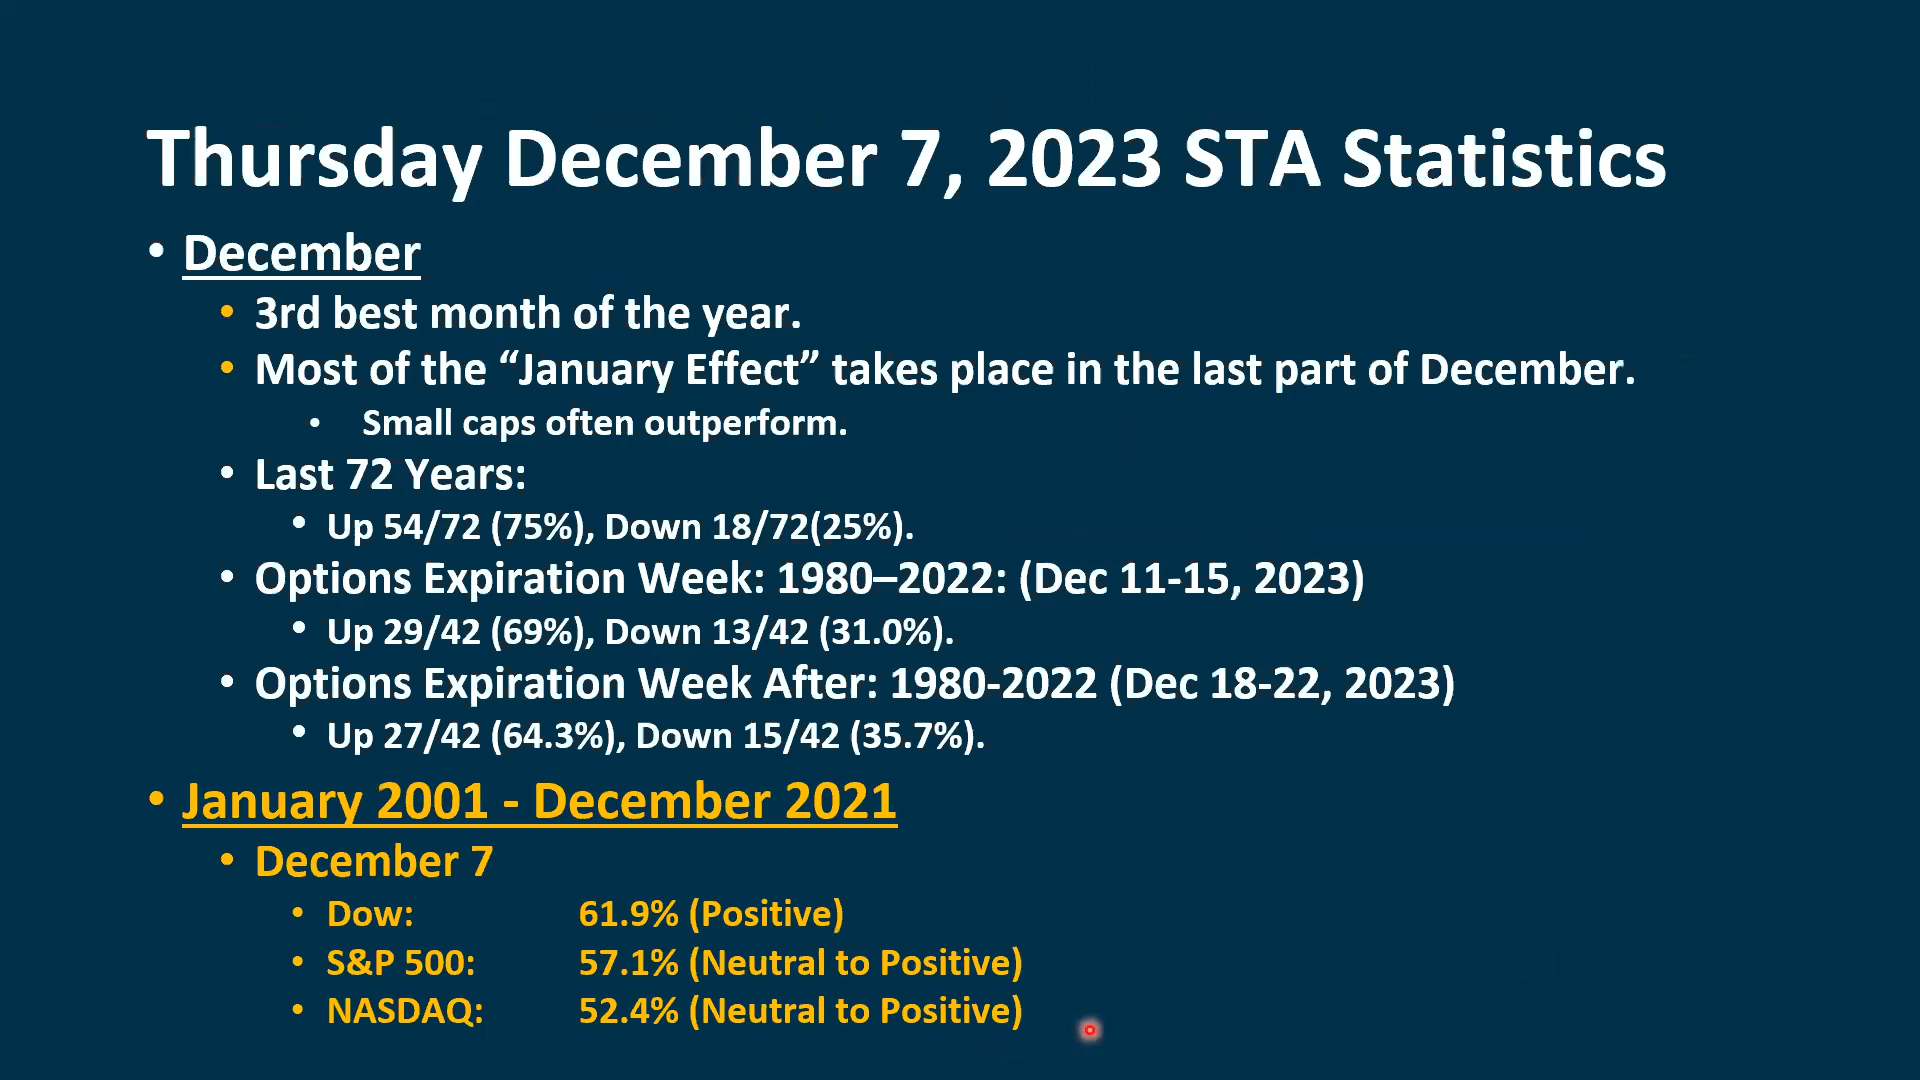 Thursday December 7, 2023 STA Statistics
• December
• 3rd best month of the year.
• Most of the “January Effect” takes place in the last part of December.
• Small caps often outperform.
• Last 72 Years:
• Up 54/72 (75%), Down 18/72(25%).
• Options Expiration Week: 1980–2022: (Dec 11-15, 2023)
• Up 29/42 (69%), Down 13/42 (31.0%).
• Options Expiration Week After: 1980-2022 (Dec 18-22, 2023)
• Up 27/42 (64.3%), Down 15/42 (35.7%).
• January 2001 - December 2021
• December 7
• Dow: 61.9% (Positive)
• S&P 500: 57.1% (Neutral to Positive)
• NASDAQ: 52.4% (Neutral to Positive)